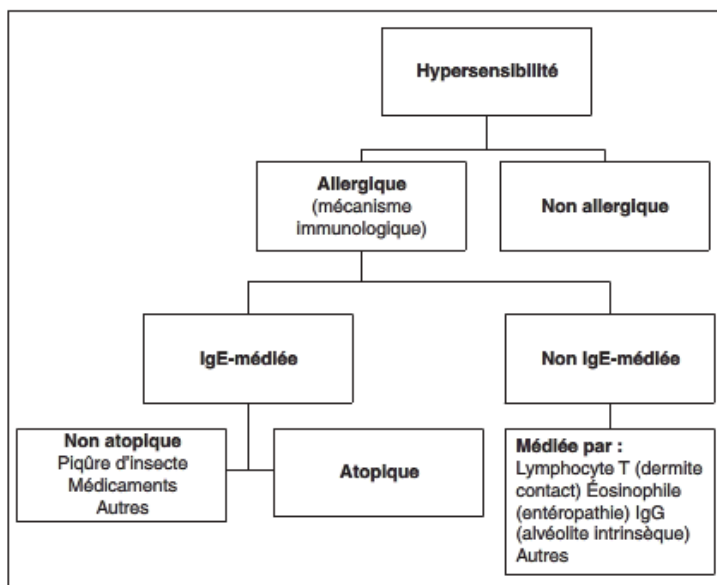 Hypersensibilité
Allergique
(mécanisme
immunologique)
Non allergique
IgE-médiée
Non IgE-médiée
Non atopique
Piqûre d'insecte
Médicaments
Autres
Atopique
Médiée par :
Lymphocyte T (dermite
contact) Éosinophile
(entéropathie) IgG
(alvéolite intrinsèque)
Autres